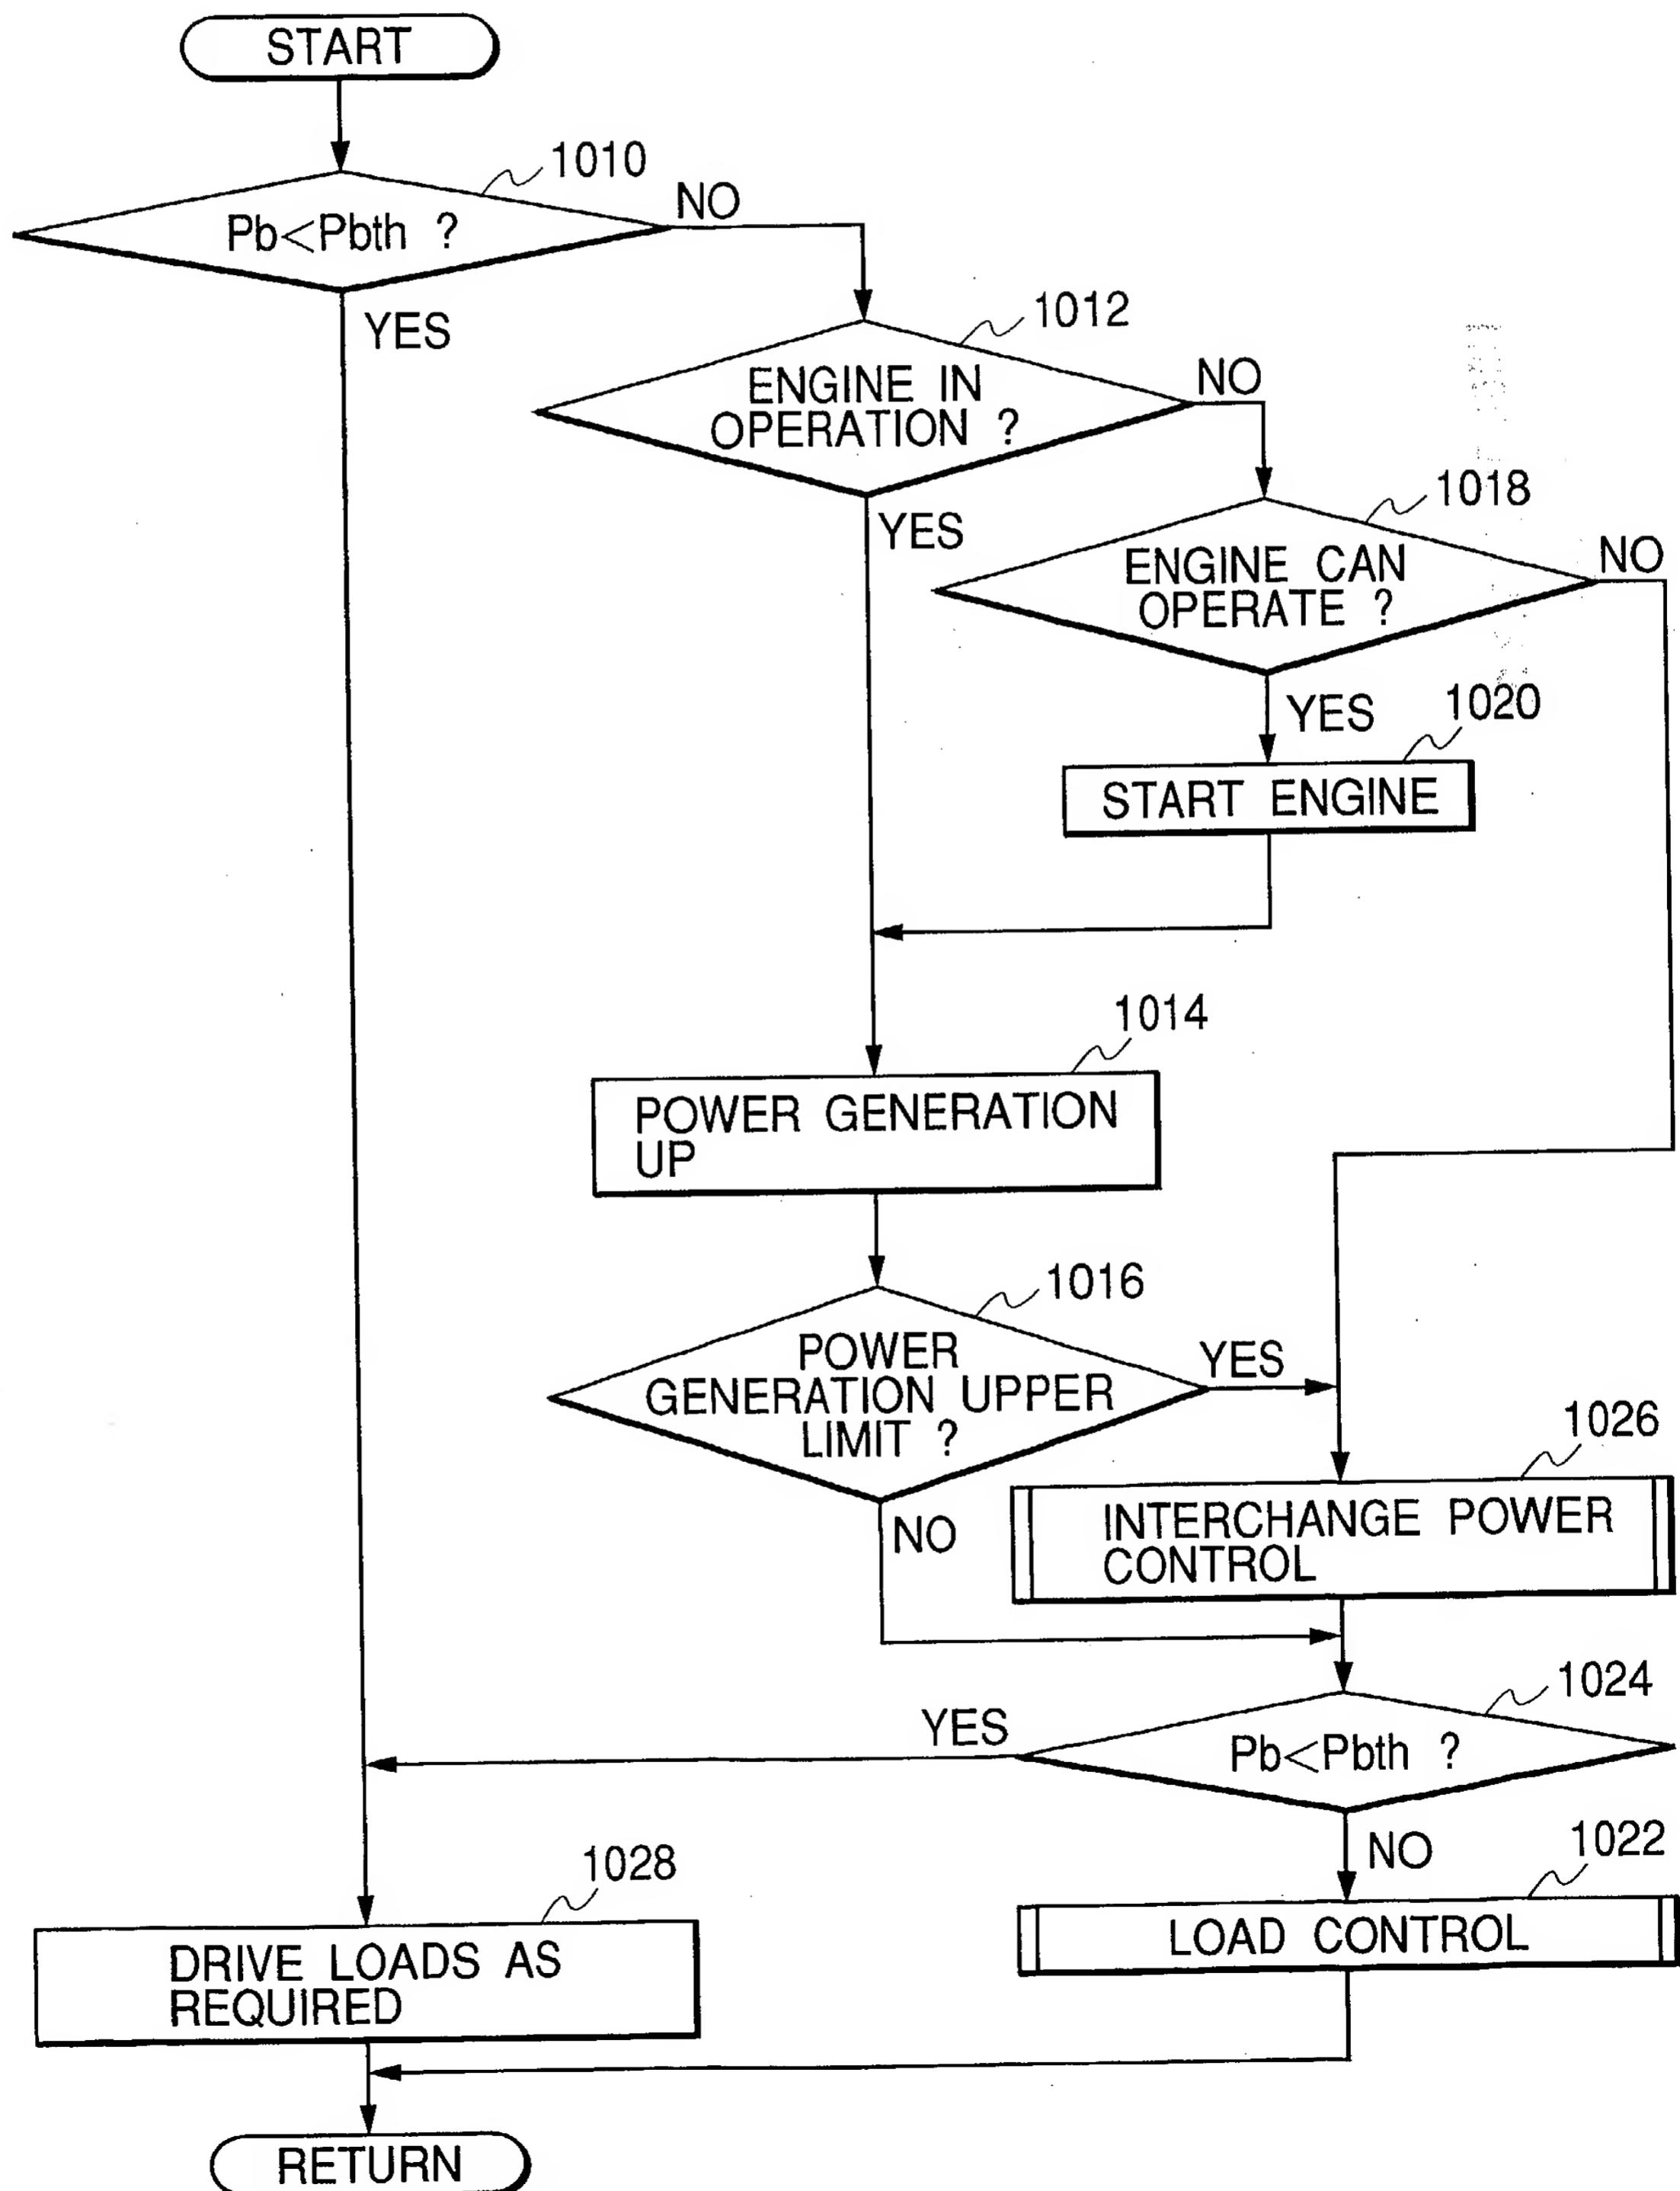 START
1010
Pb<Pbth ?
NO
YES
1012
ENGINE IN
OPERATION ?
NO
YES
1018
ENGINE CAN
OPERATE ?
NO
YES
1020
START ENGINE
1014
POWER GENERATION
UP
1016
POWER
GENERATION UPPER
LIMIT ?
YES
NO
1026
INTERCHANGE POWER
CONTROL
1024
Pb<Pbth ?
YES
NO
1022
LOAD CONTROL
1028
DRIVE LOADS AS
REQUIRED
RETURN